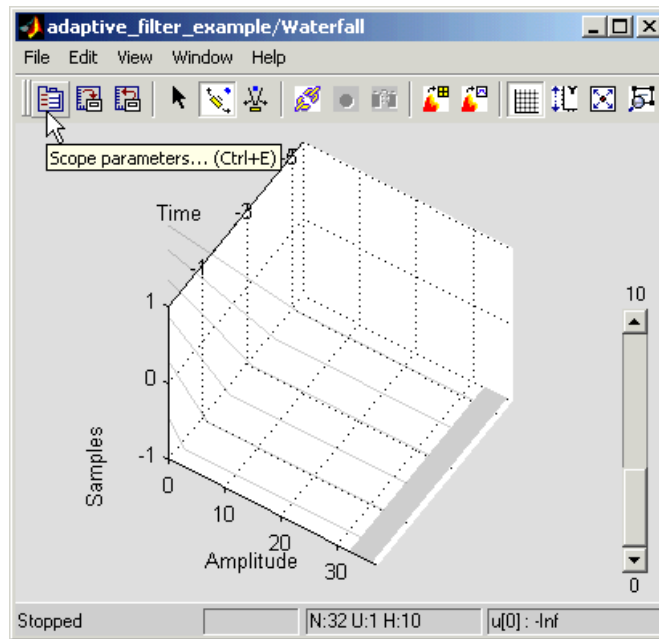 adaptive_filter_example/Waterfall
File Edit View Window Help
Scope parameters... (Ctrl+E)
-5
Time
-3
-1
1
0
-1
Samples
0
10
20
30
Amplitude
10
0
Stopped
N:32 U:1 H:10
u[0] : -Inf